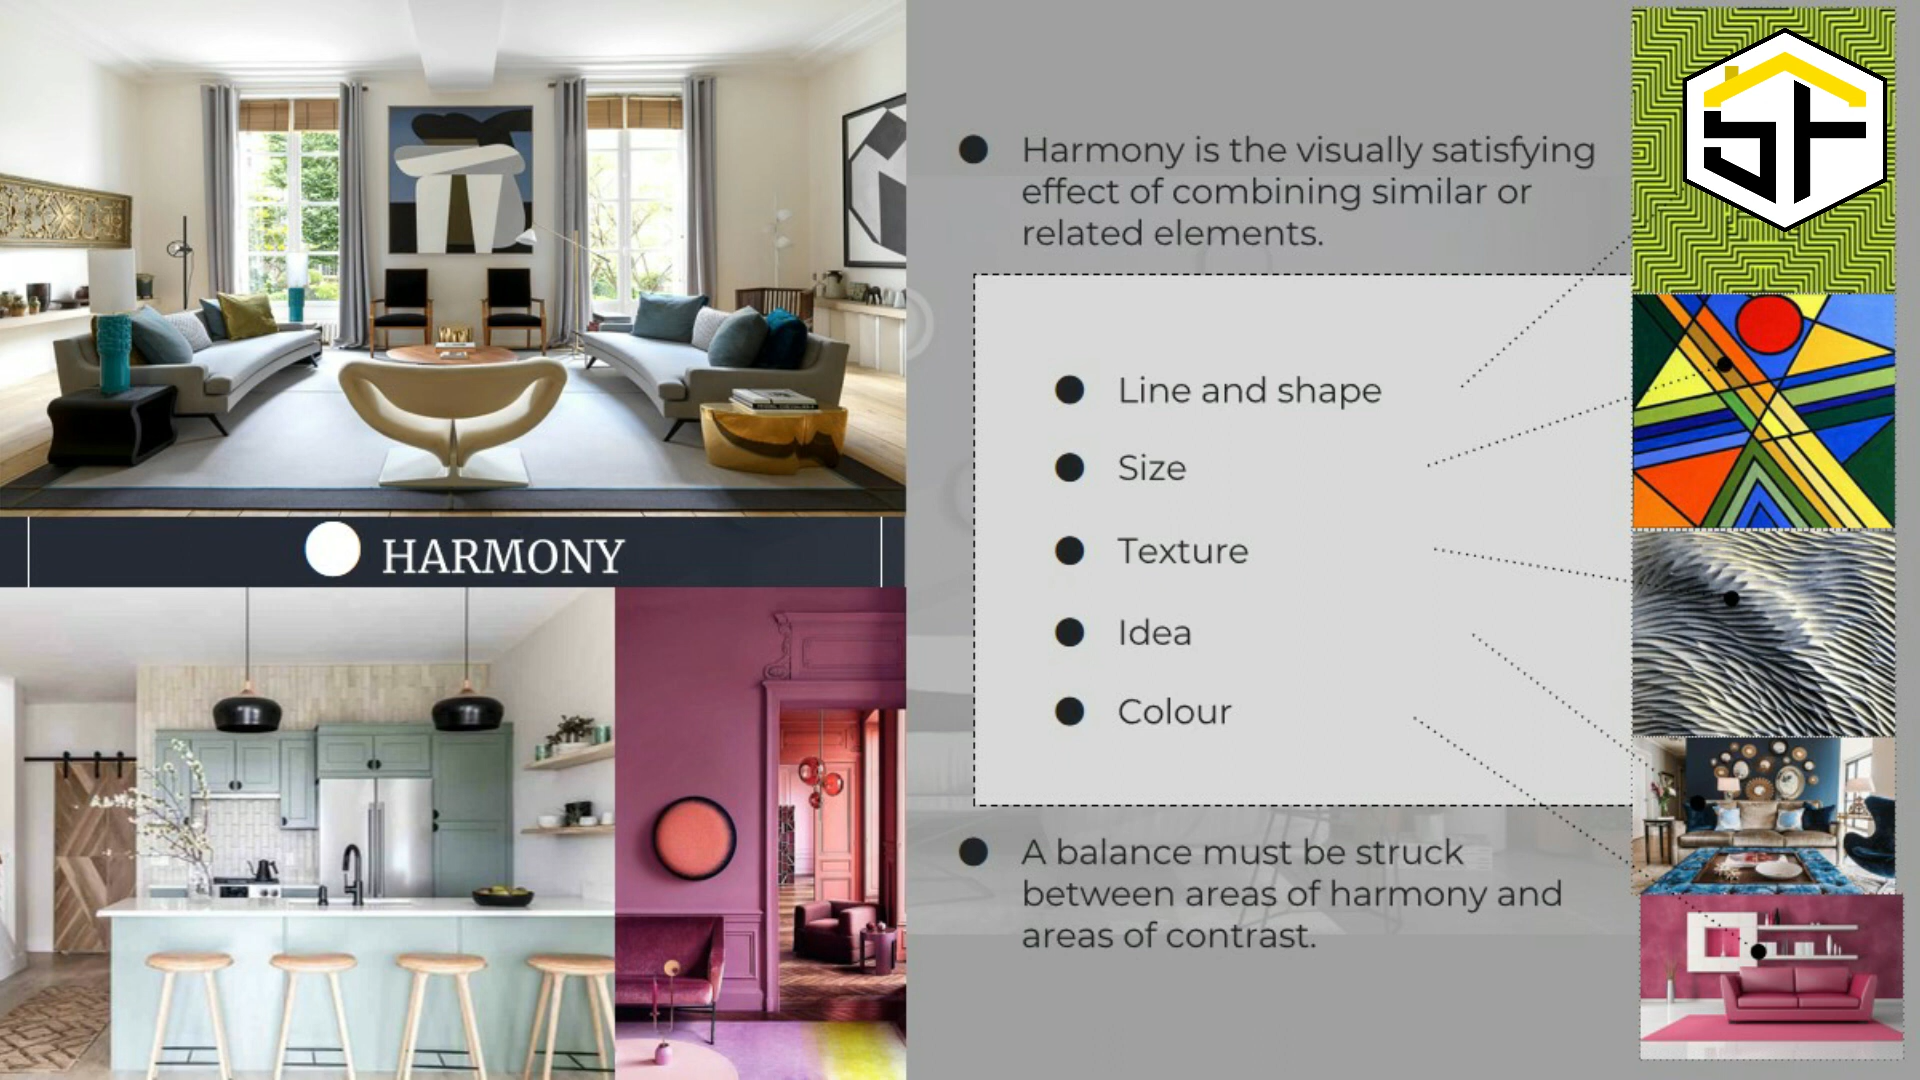 HARMONY
Harmony is the visually satisfying
effect of combining similar or
related elements.
Line and shape
Size
Texture
Idea
Colour
A balance must be struck
between areas of harmony and
areas of contrast.
SF